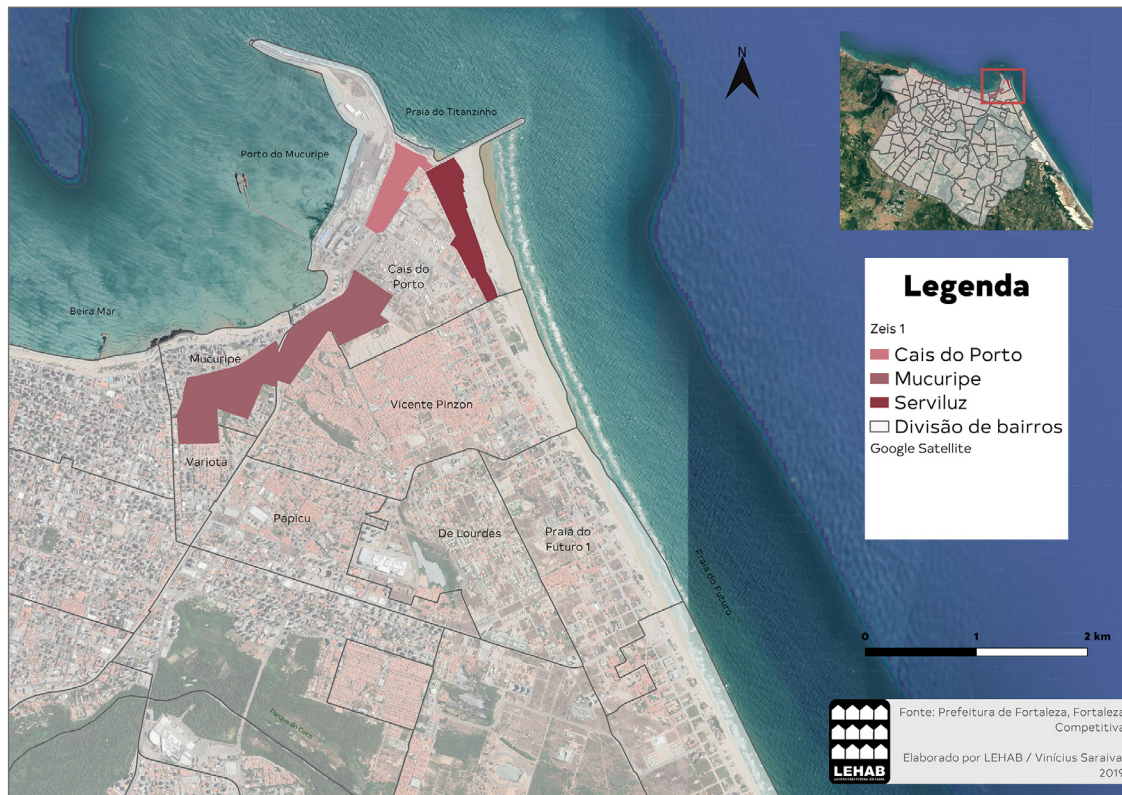 N
Praia do Titanzinho
Porto do Mucuripe
Cais do
Porto
Beira Mar
Mucuripe
Vicente Pinzon
Variota
Papicu
De Lourdes
Praia do
Futuro 1
Praia do Futuro
Parque do Cocó
Legenda
Zeis 1
Cais do Porto
Mucuripe
Serviluz
Divisão de bairros
Google Satellite
0 1 2 km
LEHAB
Fonte: Prefeitura de Fortaleza, Fortaleza
Competitiva
Elaborado por LEHAB / Vinícius Saraiva
2019